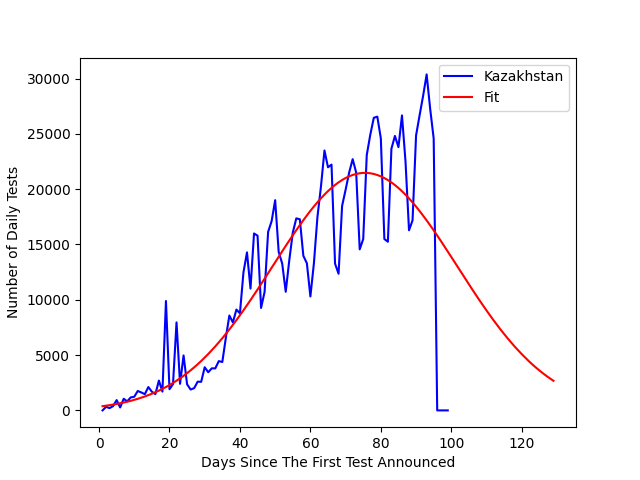 Kazakhstan
Fit
Number of Daily Tests
30000
25000
20000
15000
10000
5000
0
0 20 40 60 80 100 120
Days Since The First Test Announced